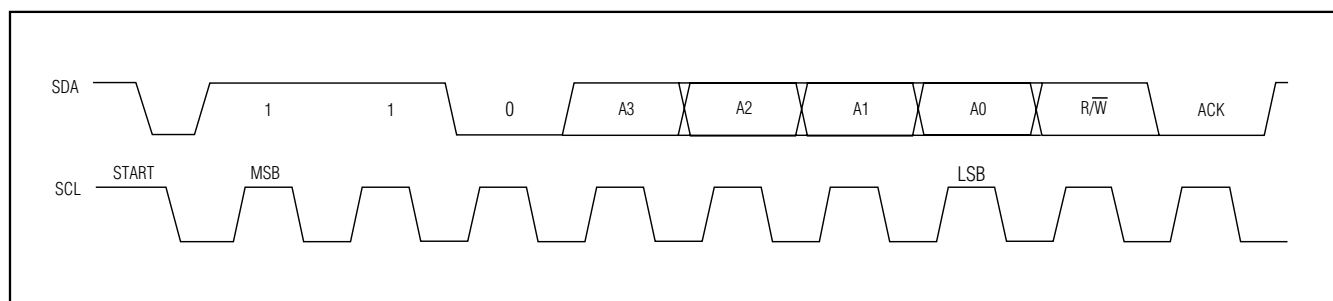 SDA 1 1 0 A3 A2 A1 A0 R/W̅ ACK
START MSB LSB
SCL